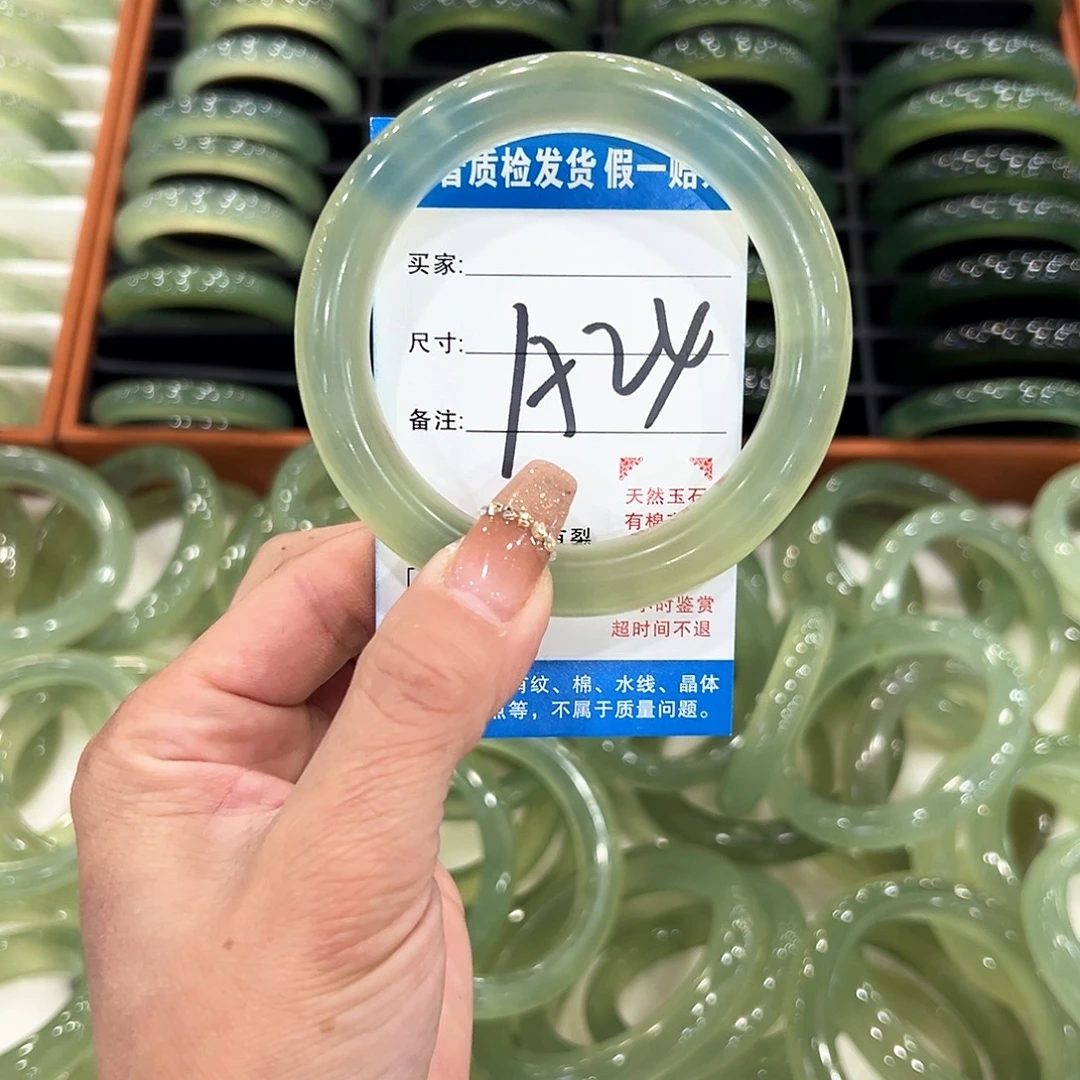 质检发货 假一赔
买家:
尺寸:
A24
备注:
天然玉石
有棉
有裂
时鉴赏
超时间不退
有纹、棉、水线、晶体
点等，不属于质量问题。